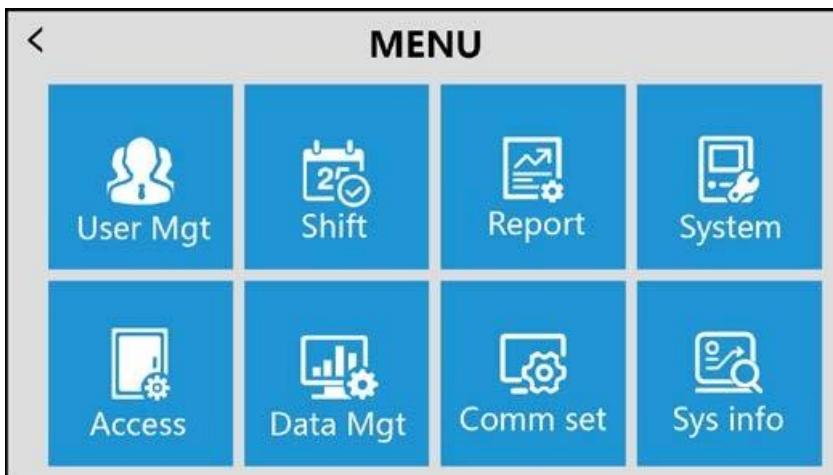 MENU
User Mgt
Shift
Report
System
Access
Data Mgt
Comm set
Sys info